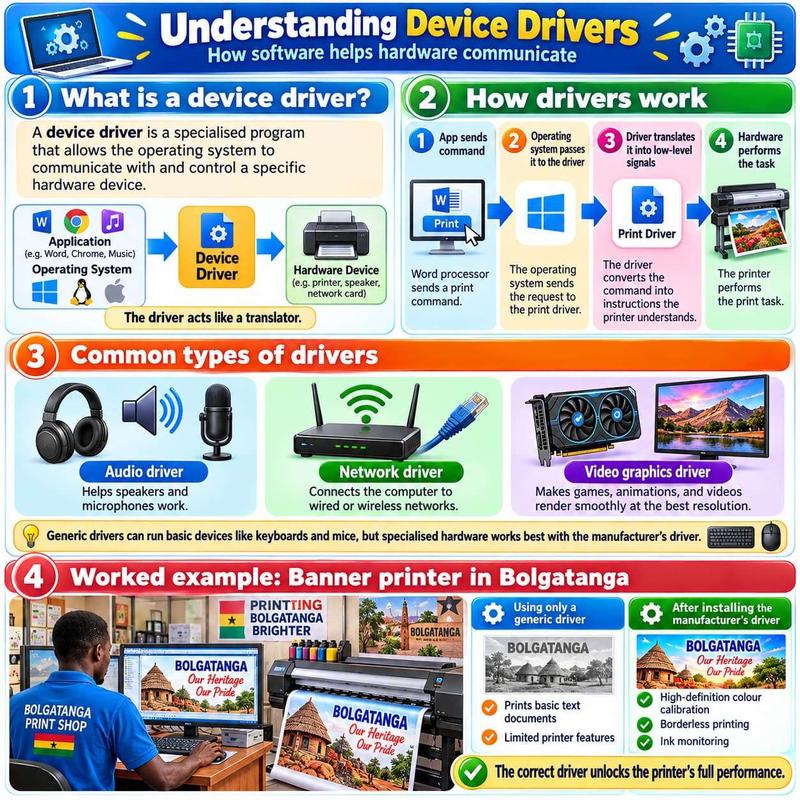 Understanding Device Drivers
How software helps hardware communicate
1 What is a device driver?
A device driver is a specialised program
that allows the operating system to
communicate with and control a specific
hardware device.
W
Application
(e.g. Word, Chrome, Music)
Operating System
Device
Driver
Hardware Device
(e.g. printer, speaker,
network card)
The driver acts like a translator.
2 How drivers work
1 App sends
command
W
Print
Word processor
sends a print
command.
2 Operating
system passes
it to the driver
The operating
system sends
the request to
the print driver.
3 Driver translates
it into low-level
signals
Print Driver
The driver
converts the
command into
instructions the
printer understands.
4 Hardware
performs
the task
The printer
performs
the print task.
3 Common types of drivers
Audio driver
Helps speakers and
microphones work.
Network driver
Connects the computer to
wired or wireless networks.
Video graphics driver
Makes games, animations, and videos
render smoothly at the best resolution.
Generic drivers can run basic devices like keyboards and mice, but specialised hardware works best with the manufacturer's driver.
4 Worked example: Banner printer in Bolgatanga
BOLGATANGA
PRINT SHOP
BOLGATANGA
Our Heritage
Our Pride
PRINTTING
BOLGATANGA
BRIGHTER
BOLGATANGA
BOLGATANGA
Our Heritage
Our Pride
Using only a
generic driver
BOLGATANGA
Prints basic text
documents
Limited printer features
After installing the
manufacturer's driver
BOLGATANGA
Our Heritage
Our Pride
High-definition colour
calibration
Borderless printing
Ink monitoring
The correct driver unlocks the printer's full performance.